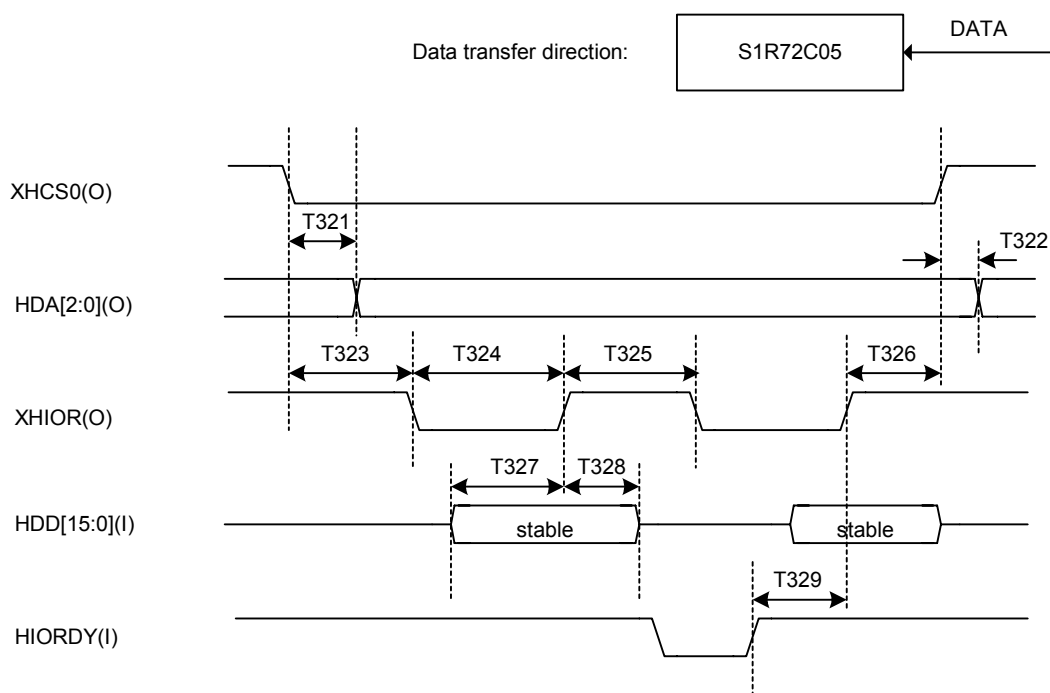 DATA
Data transfer direction: S1R72C05
XHCS0(O)
T321
T322
HDA[2:0](O)
T323 T324 T325 T326
XHIOR(O)
T327 T328
HDD[15:0](I)
stable stable
T329
HIORDY(I)